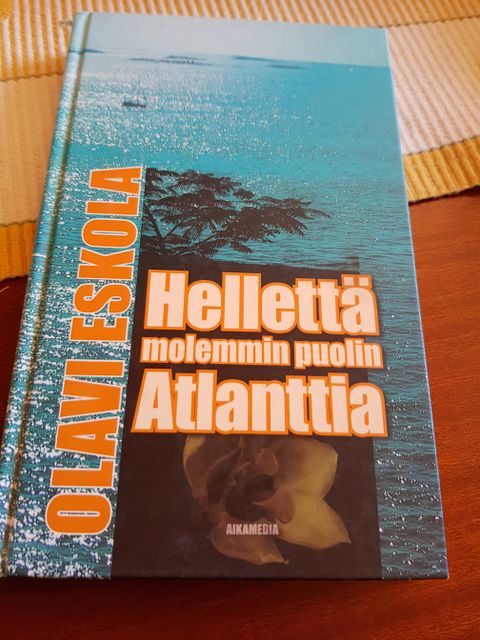 OLAVI ESKOLA
Hellettä
molemmin puolin
Atlanttia
AIKAMEDIA